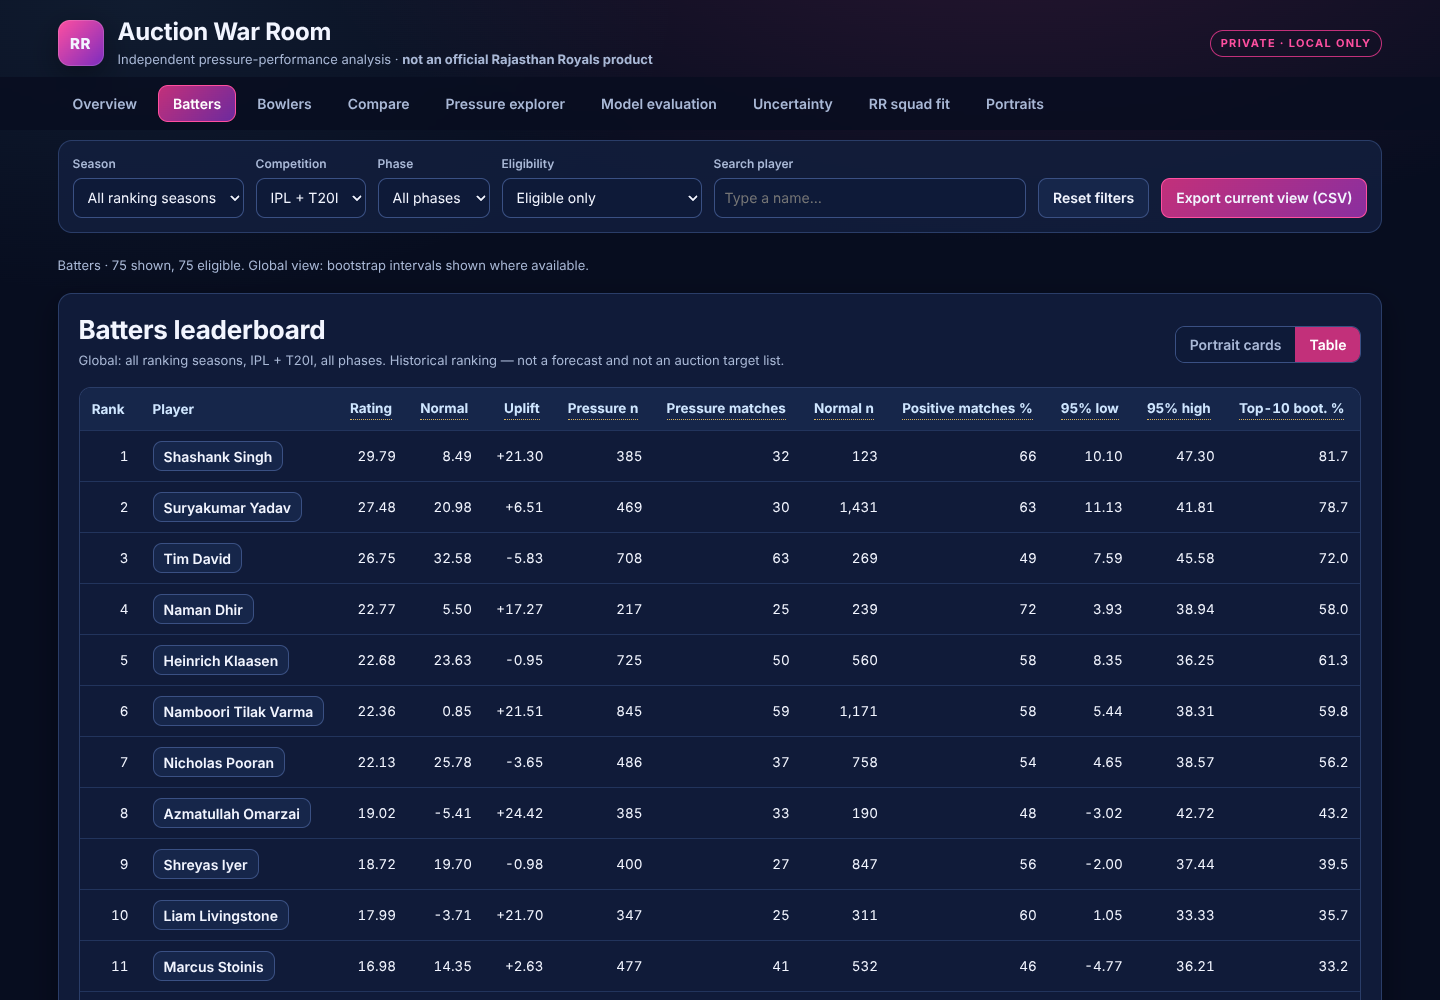 RR
Auction War Room
Independent pressure-performance analysis · not an official Rajasthan Royals product
PRIVATE · LOCAL ONLY
Overview Batters Bowlers Compare Pressure explorer Model evaluation Uncertainty RR squad fit Portraits
Season Competition Phase Eligibility Search player
All ranking seasons IPL + T20I All phases Eligible only Type a name... Reset filters Export current view (CSV)
Batters · 75 shown, 75 eligible. Global view: bootstrap intervals shown where available.
Batters leaderboard
Global: all ranking seasons, IPL + T20I, all phases. Historical ranking — not a forecast and not an auction target list.
Portrait cards Table
Rank Player Rating Normal Uplift Pressure n Pressure matches Normal n Positive matches % 95% low 95% high Top-10 boot. %
1 Shashank Singh 29.79 8.49 +21.30 385 32 123 66 10.10 47.30 81.7
2 Suryakumar Yadav 27.48 20.98 +6.51 469 30 1,431 63 11.13 41.81 78.7
3 Tim David 26.75 32.58 -5.83 708 63 269 49 7.59 45.58 72.0
4 Naman Dhir 22.77 5.50 +17.27 217 25 239 72 3.93 38.94 58.0
5 Heinrich Klaasen 22.68 23.63 -0.95 725 50 560 58 8.35 36.25 61.3
6 Namboori Tilak Varma 22.36 0.85 +21.51 845 59 1,171 58 5.44 38.31 59.8
7 Nicholas Pooran 22.13 25.78 -3.65 486 37 758 54 4.65 38.57 56.2
8 Azmatullah Omarzai 19.02 -5.41 +24.42 385 33 190 48 -3.02 42.72 43.2
9 Shreyas Iyer 18.72 19.70 -0.98 400 27 847 56 -2.00 37.44 39.5
10 Liam Livingstone 17.99 -3.71 +21.70 347 25 311 60 1.05 33.33 35.7
11 Marcus Stoinis 16.98 14.35 +2.63 477 41 532 46 -4.77 36.21 33.2